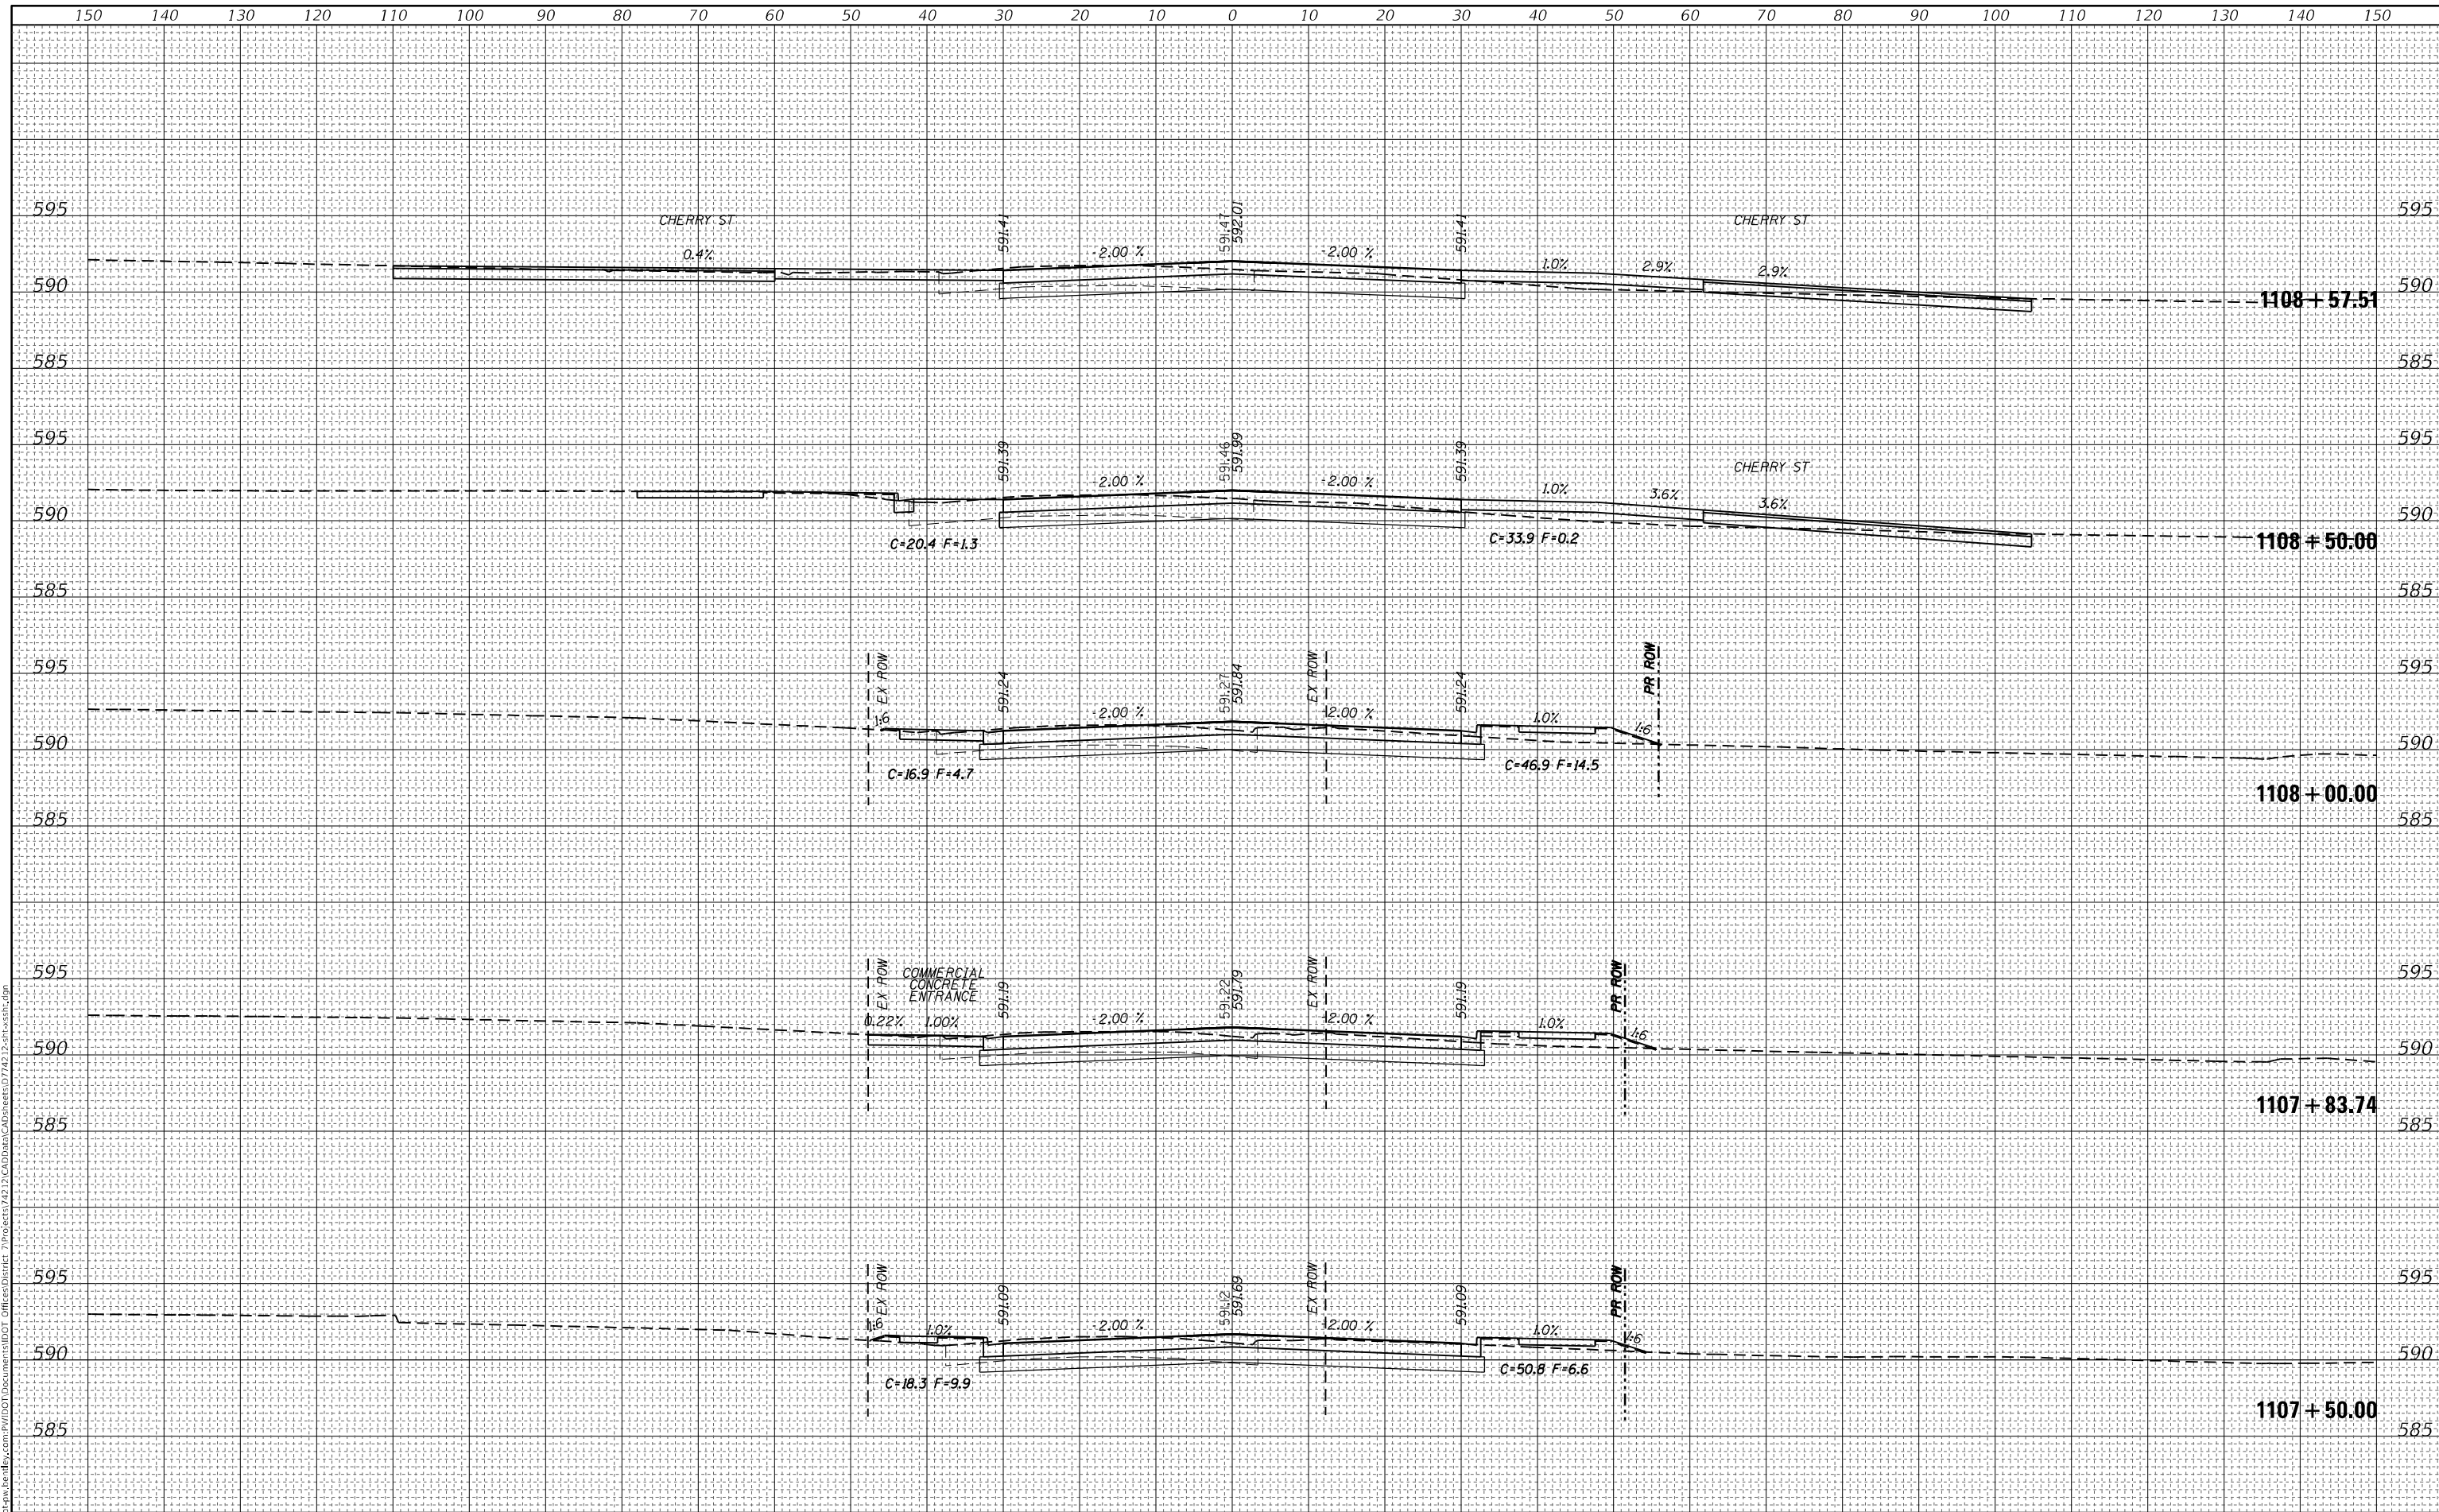 150 140 130 120 110 100 90 80 70 60 50 40 30 20 10 0 10 20 30 40 50 60 70 80 90 100 110 120 130 140 150
595 595
CHERRY ST CHERRY ST
591.41 591.47 592.01 591.41
0.4% -2.00 % -2.00 % 1.0% 2.9% 2.9%
590 590
1108 + 57.51
585 585
595 595
591.39 591.46 591.99 591.39
CHERRY ST
-2.00 % -2.00 % 1.0% 3.6% 3.6%
590 590
C=20.4 F=1.3 C=33.9 F=0.2
1108 + 50.00
585 585
595 595
EX ROW 591.24 591.27 591.84 EX ROW 591.24 PR ROW
1:6 -2.00 % -2.00 % 1.0% 1:6
590 590
C=16.9 F=4.7 C=46.9 F=14.5
1108 + 00.00
585 585
595 595
EX ROW COMMERCIAL
CONCRETE
ENTRANCE
591.19 591.22 591.79 EX ROW 591.19 PR ROW
0.22% 1.00% -2.00 % -2.00 % 1.0% 1:6
590 590
1107 + 83.74
585 585
595 595
EX ROW 591.09 591.12 591.69 EX ROW 591.09 PR ROW
1:6 1.0% -2.00 % -2.00 % 1.0% 1:6
590 590
C=18.3 F=9.9 C=50.8 F=6.6
1107 + 50.00
585 585